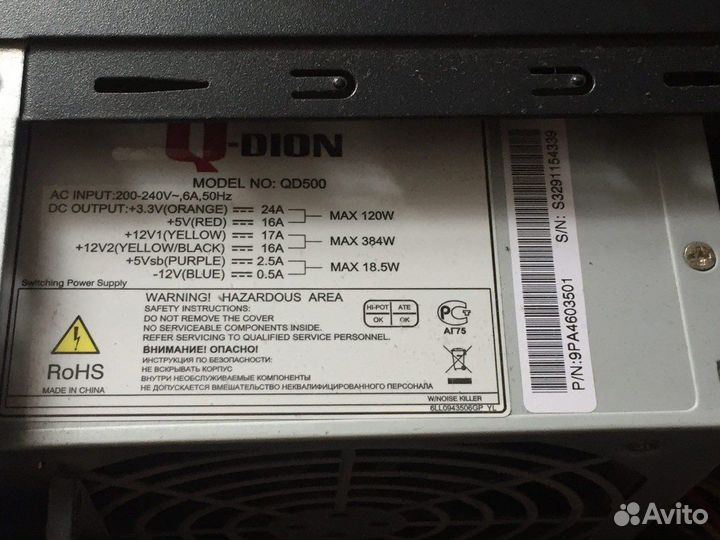 Q-DION
MODEL NO: QD500
AC INPUT:200-240V~,6A,50Hz
DC OUTPUT:+3.3V(ORANGE) 24A
+5V(RED) 16A
MAX 120W
+12V1(YELLOW) 17A
+12V2(YELLOW/BLACK) 16A
MAX 384W
+5Vsb(PURPLE) 2.5A
-12V(BLUE) 0.5A
MAX 18.5W
Switching Power Supply
WARNING! HAZARDOUS AREA
SAFETY INSTRUCTIONS:
DO NOT REMOVE THE COVER
NO SERVICEABLE COMPONENTS INSIDE.
REFER SERVICING TO QUALIFIED SERVICE PERSONNEL.
HI-POT ATE
OK OK
РС
АГ75
ВНИМАНИЕ! ОПАСНО!
ИНСТРУКЦИЯ ПО БЕЗОПАСНОСТИ:
НЕ ВСКРЫВАТЬ КОРПУС
ВНУТРИ НЕОБСЛУЖИВАЕМЫЕ КОМПОНЕНТЫ
НЕ ДОПУСКАЕТСЯ ВМЕШАТЕЛЬСТВО НЕКВАЛИФИЦИРОВАННОГО ПЕРСОНАЛА
RoHS
MADE IN CHINA
W/NOISE KILLER
6LL0943506GP YL
S/N: S3291154339
P/N:9PA4603501
Avito